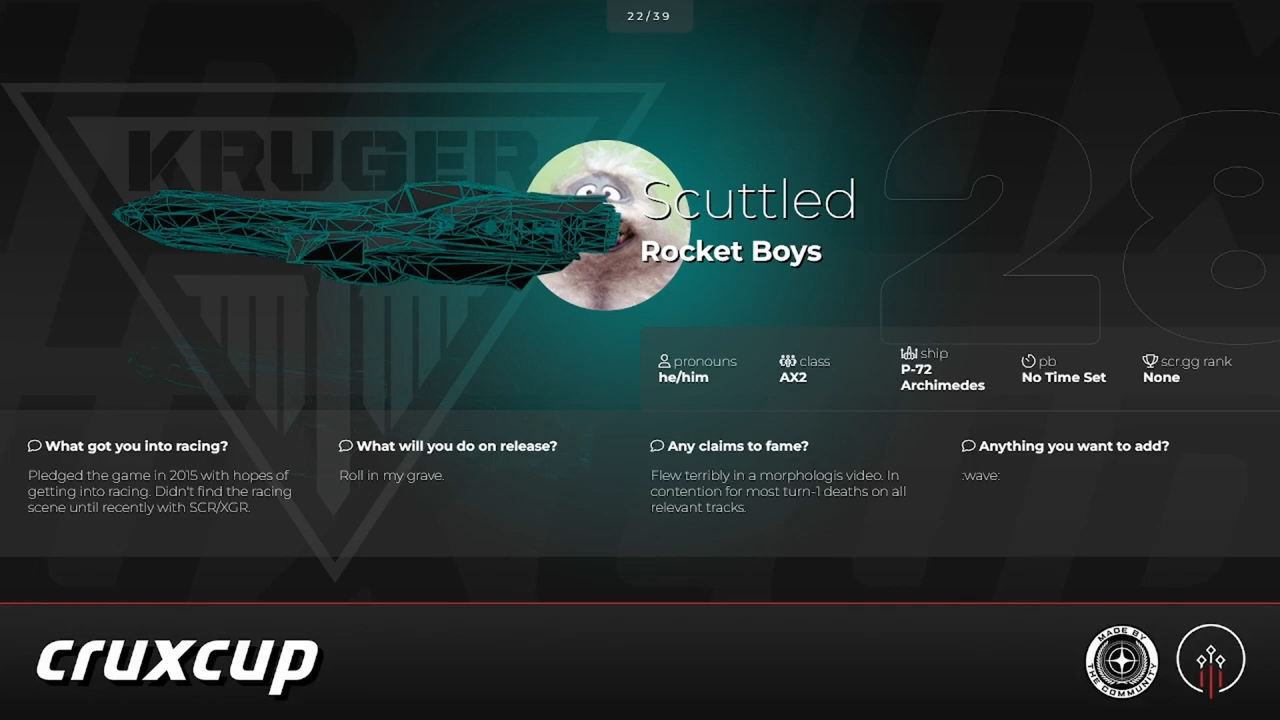 22/39
KRUGER
28
Scuttled
Rocket Boys
pronouns
he/him
class
AX2
ship
P-72
Archimedes
pb
No Time Set
scr.gg rank
None
What got you into racing?
Pledged the game in 2015 with hopes of
getting into racing. Didn't find the racing
scene until recently with SCR/XGR.
What will you do on release?
Roll in my grave.
Any claims to fame?
Flew terribly in a morphologis video. In
contention for most turn-1 deaths on all
relevant tracks.
Anything you want to add?
:wave:
cruxcup
MADE BY
THE COMMUNITY